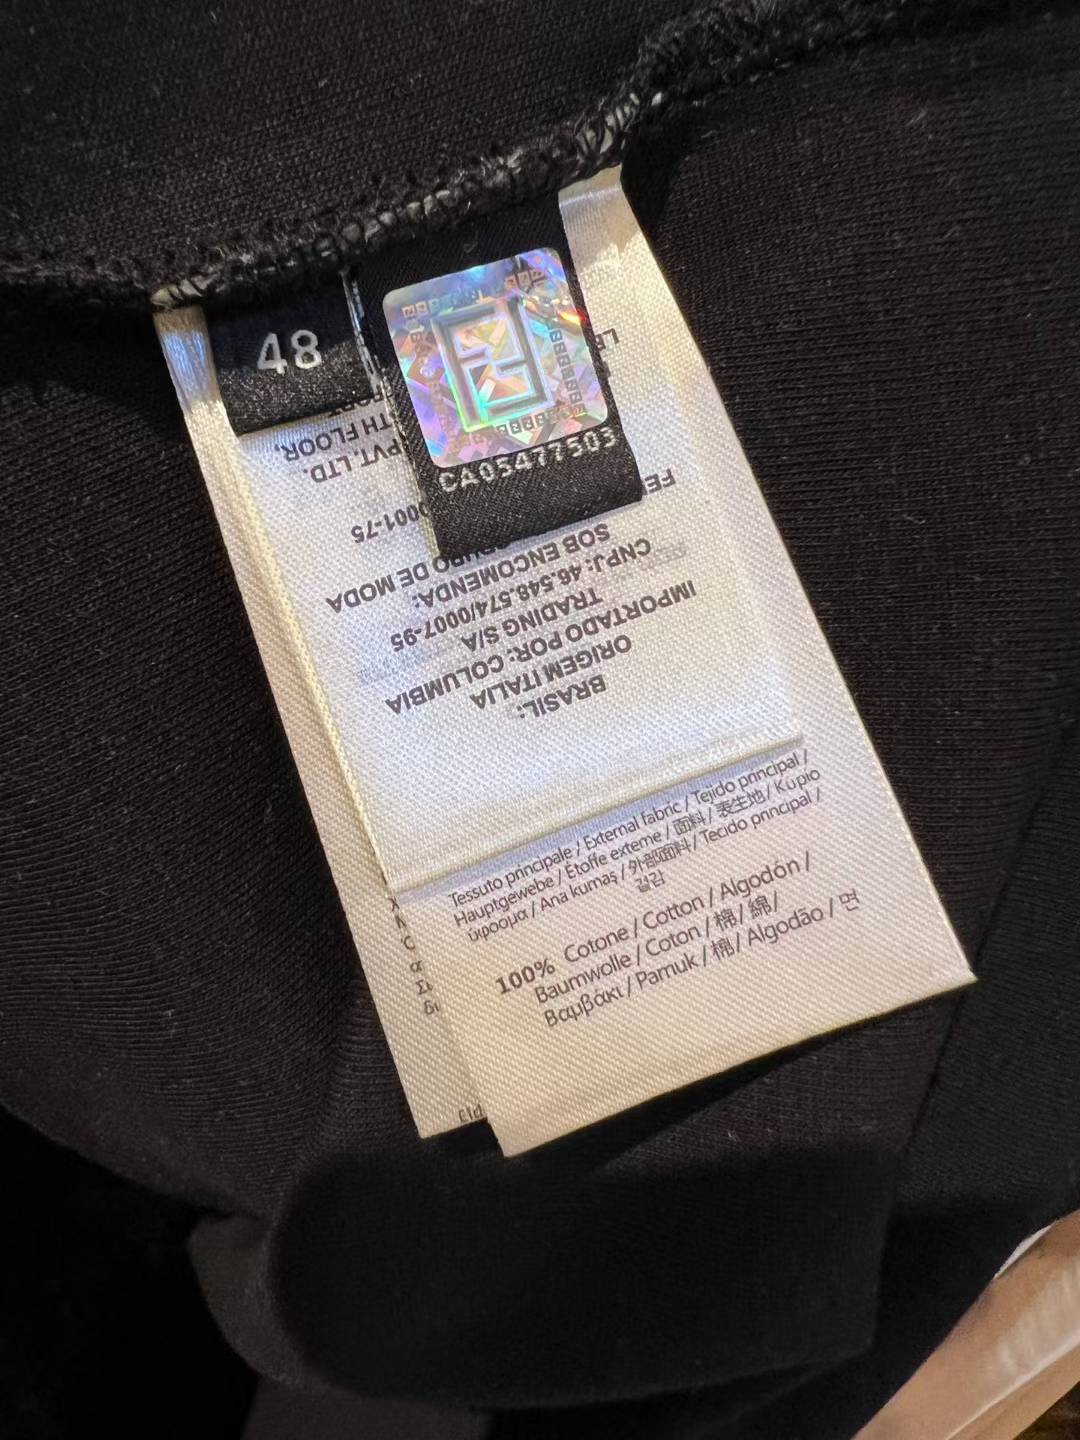 48
CA05477503
BRASIL:
ORIGEM ITALIA
IMPORTADO POR: COLUMBIA
TRADING S/A
CNPJ: 46.548.574/0007-95
SOB ENCOMENDA:
DE MODA
0001-75
PVT. LTD.
TH FLOOR,
Tessuto principale / External fabric / Tejido principal /
Hauptgewebe / Étoffe externe / 面料 / 表生地 / Κύριο
ύφασμα / Ana kumaş / 外部面料 / Tecido principal /
겉감
100% Cotone / Cotton / Algodón /
Baumwolle / Coton / 棉 / 綿 /
Βαμβάκι / Pamuk / 棉 / Algodão / 면